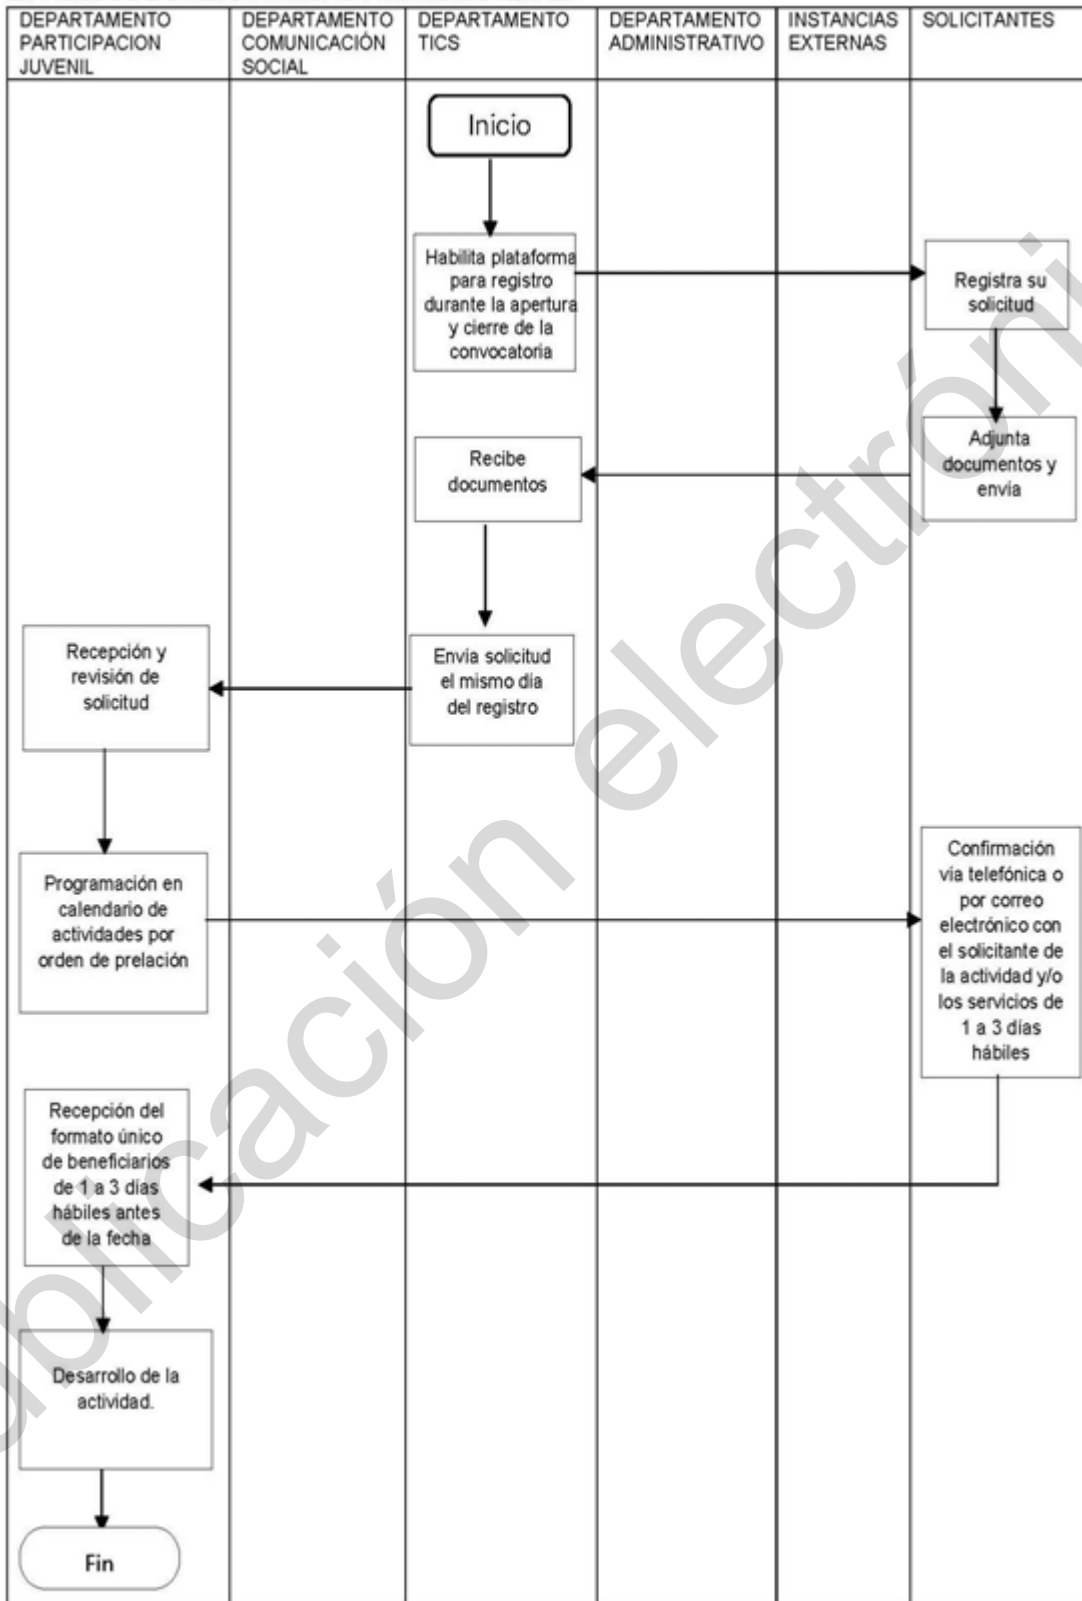 DEPARTAMENTO
PARTICIPACION
JUVENIL
DEPARTAMENTO
COMUNICACIÓN
SOCIAL
DEPARTAMENTO
TICS
DEPARTAMENTO
ADMINISTRATIVO
INSTANCIAS
EXTERNAS
SOLICITANTES
Inicio
Habilita plataforma
para registro
durante la apertura
y cierre de la
convocatoria
Registra su
solicitud
Adjunta
documentos y
envía
Recibe
documentos
Envía solicitud
el mismo día
del registro
Recepción y
revisión de
solicitud
Programación en
calendario de
actividades por
orden de prelación
Confirmación
vía telefónica o
por correo
electrónico con
el solicitante de
la actividad y/o
los servicios de
1 a 3 días
hábiles
Recepción del
formato único
de beneficiarios
de 1 a 3 días
hábiles antes
de la fecha
Desarrollo de la
actividad.
Fin
ublicación electróni